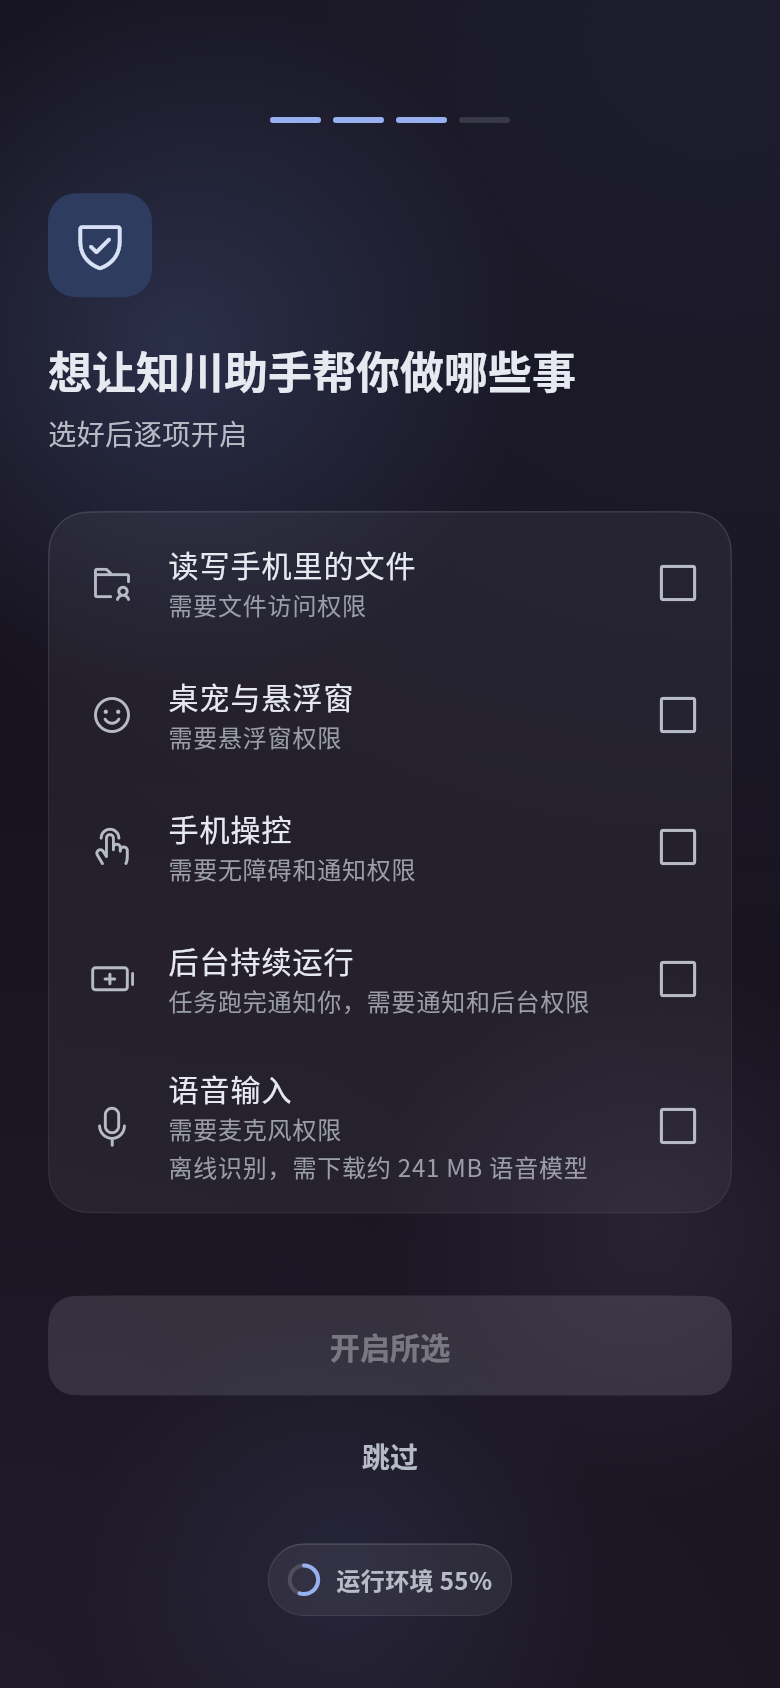 想让知川助手帮你做哪些事
选好后逐项开启
读写手机里的文件
需要文件访问权限
桌宠与悬浮窗
需要悬浮窗权限
手机操控
需要无障碍和通知权限
后台持续运行
任务跑完通知你，需要通知和后台权限
语音输入
需要麦克风权限
离线识别，需下载约 241 MB 语音模型
开启所选
跳过
运行环境 55%